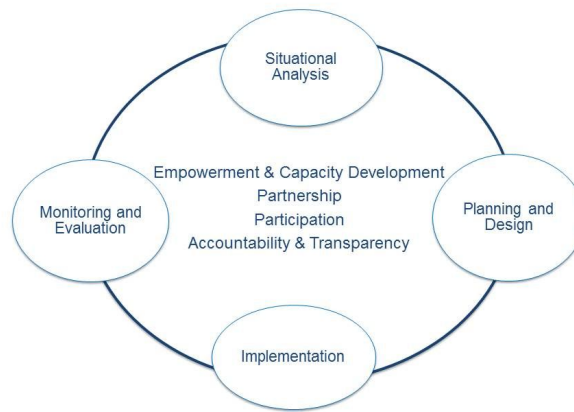 Situational
Analysis
Empowerment & Capacity Development
Partnership
Participation
Accountability & Transparency
Monitoring and
Evaluation
Planning and
Design
Implementation